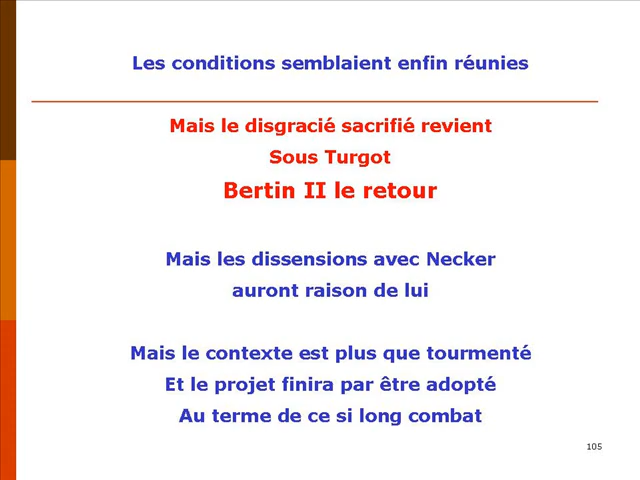 Les conditions semblaient enfin réunies
Mais le disgracié sacrifié revient
Sous Turgot
Bertin II le retour
Mais les dissensions avec Necker
auront raison de lui
Mais le contexte est plus que tourmenté
Et le projet finira par être adopté
Au terme de ce si long combat
105